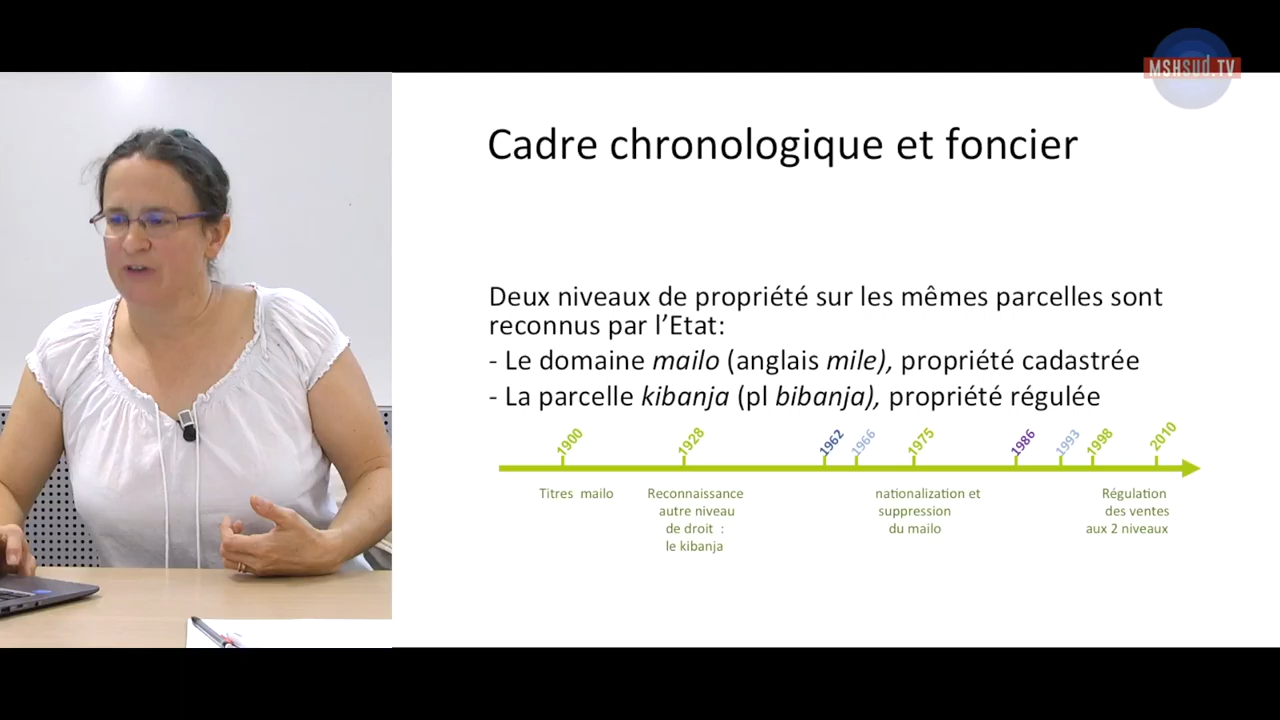 MSHsud.TV
Cadre chronologique et foncier
Deux niveaux de propriété sur les mêmes parcelles sont
reconnus par l’Etat:
- Le domaine mailo (anglais mile), propriété cadastrée
- La parcelle kibanja (pl bibanja), propriété régulée
1900 1928 1962 1966 1975 1986 1993 1998 2010
Titres mailo
Reconnaissance
autre niveau
de droit :
le kibanja
nationalization et
suppression
du mailo
Régulation
des ventes
aux 2 niveaux